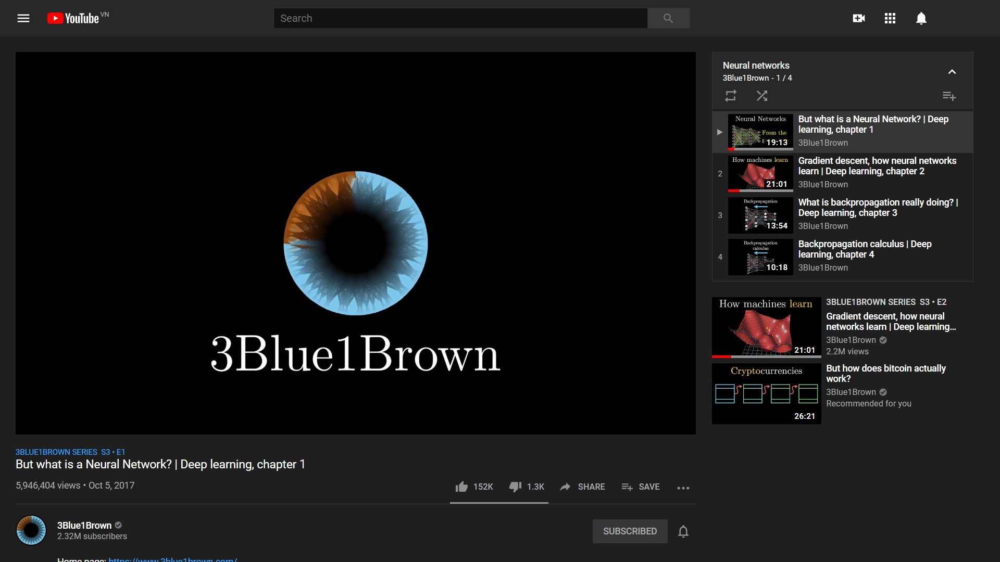 YouTube VN
Search
3Blue1Brown
3BLUE1BROWN SERIES S3 • E1
But what is a Neural Network? | Deep learning, chapter 1
5,946,404 views • Oct 5, 2017
152K
1.3K
SHARE
SAVE
3Blue1Brown
2.32M subscribers
SUBSCRIBED
Home page: https://www.3blue1brown.com/
Neural networks
3Blue1Brown - 1 / 4
Neural Networks
From the
19:13
But what is a Neural Network? | Deep
learning, chapter 1
3Blue1Brown
2
How machines learn
21:01
Gradient descent, how neural networks
learn | Deep learning, chapter 2
3Blue1Brown
3
Backpropagation
13:54
What is backpropagation really doing? |
Deep learning, chapter 3
3Blue1Brown
4
Backpropagation
calculus
10:18
Backpropagation calculus | Deep
learning, chapter 4
3Blue1Brown
How machines learn
21:01
3BLUE1BROWN SERIES S3 • E2
Gradient descent, how neural
networks learn | Deep learning...
3Blue1Brown
2.2M views
Cryptocurrencies
26:21
But how does bitcoin actually
work?
3Blue1Brown
Recommended for you